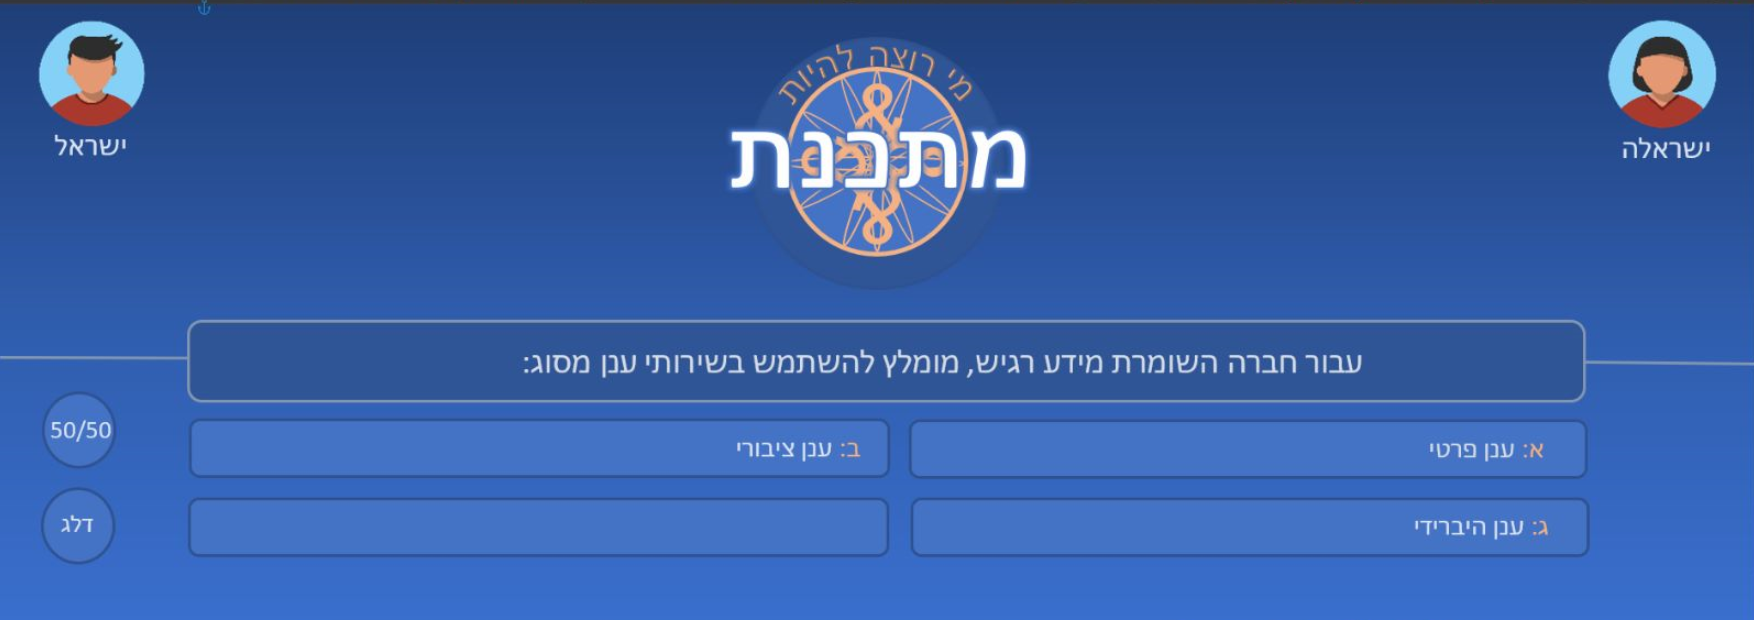 מי רוצה להיות
מתכנת
ישראלה
ישראל
עבור חברה השומרת מידע רגיש, מומלץ להשתמש בשירותי ענן מסוג:
א: ענן פרטי
ב: ענן ציבורי
ג: ענן היברידי
50/50
דלג